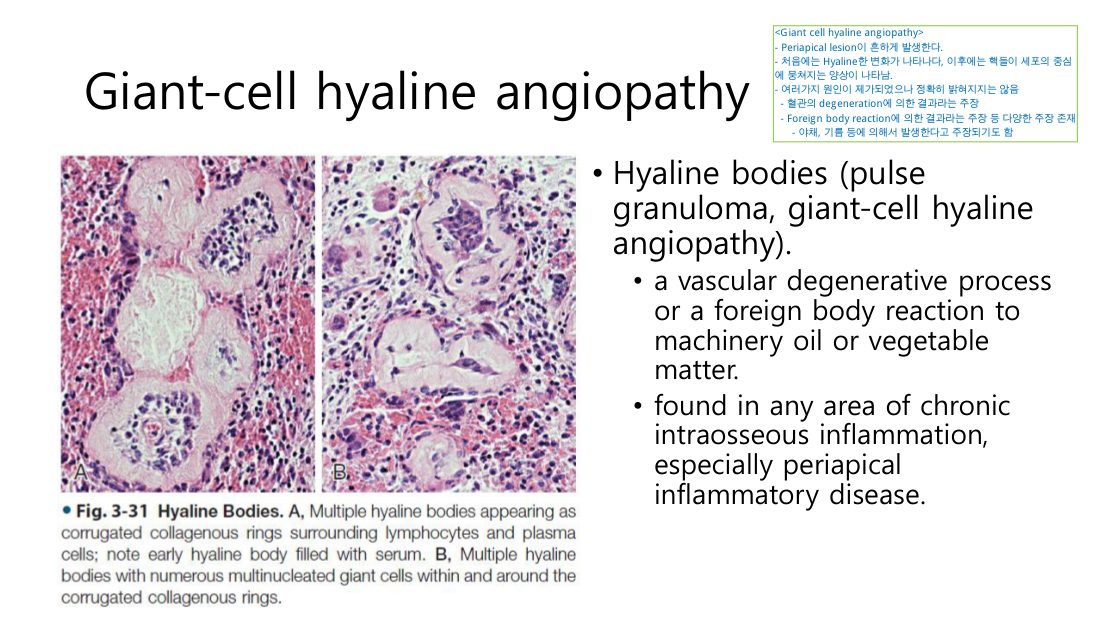 Giant-cell hyaline angiopathy
<Giant cell hyaline angiopathy>
- Periapical lesion이 흔하게 발생한다.
- 처음에는 Hyaline한 변화가 나타나다, 이후에는 핵들이 세포의 중심
에 뭉쳐지는 양상이 나타남.
- 여러가지 원인이 제가되었으나 정확히 밝혀지지는 않음
- 혈관의 degeneration에 의한 결과라는 주장
- Foreign body reaction에 의한 결과라는 주장 등 다양한 주장 존재
- 야채, 기름 등에 의해서 발생한다고 주장되기도 함
A
B
• Fig. 3-31 Hyaline Bodies. A, Multiple hyaline bodies appearing as
corrugated collagenous rings surrounding lymphocytes and plasma
cells; note early hyaline body filled with serum. B, Multiple hyaline
bodies with numerous multinucleated giant cells within and around the
corrugated collagenous rings.
• Hyaline bodies (pulse
granuloma, giant-cell hyaline
angiopathy).
• a vascular degenerative process
or a foreign body reaction to
machinery oil or vegetable
matter.
• found in any area of chronic
intraosseous inflammation,
especially periapical
inflammatory disease.